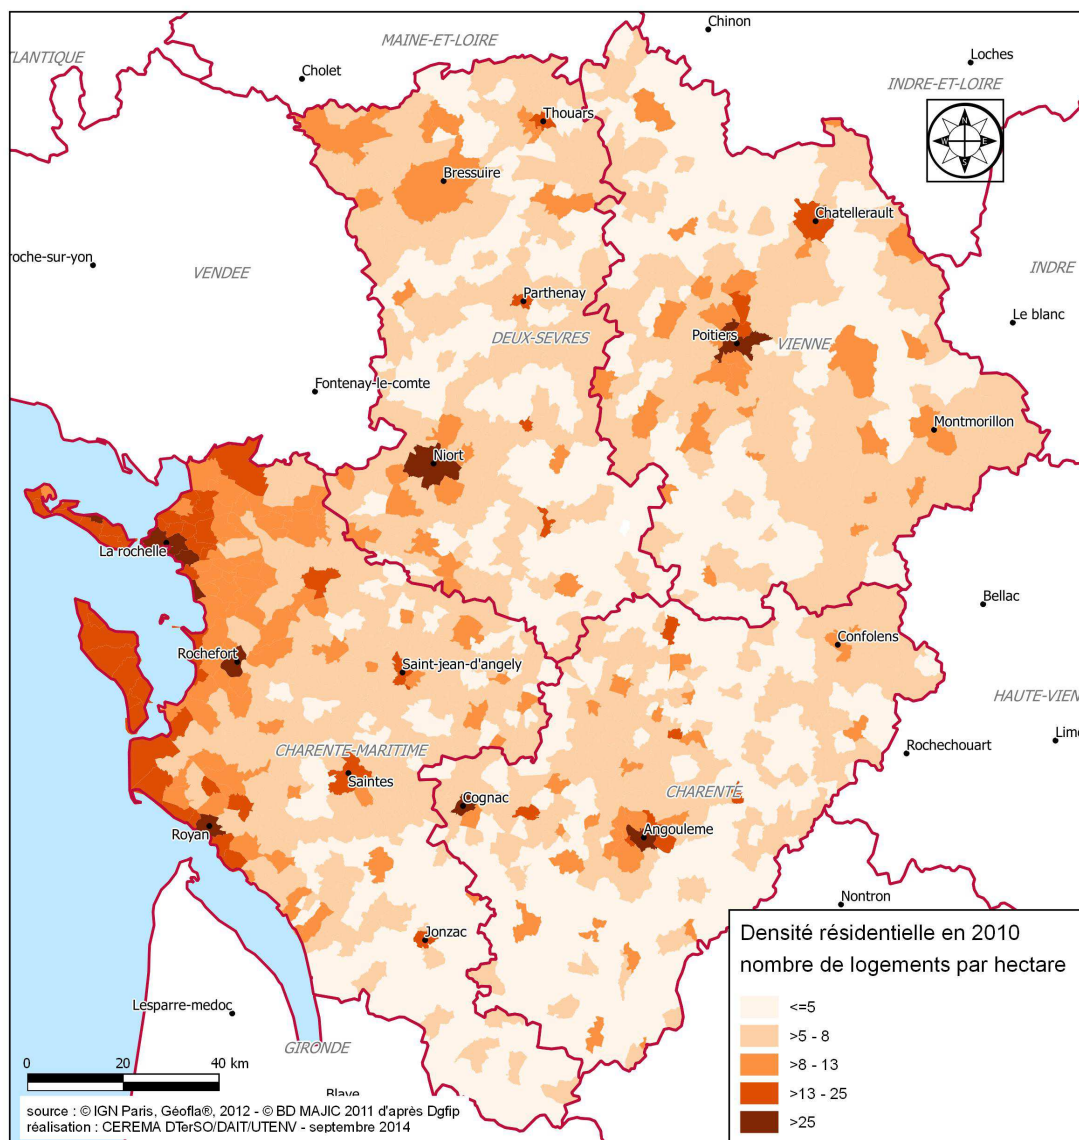 Chinon
MAINE-ET-LOIRE
TLANTIQUE
Loches
Cholet
INDRE-ET-LOIRE
Thouars
N
W
E
S
Bressuire
Chatellerault
roche-sur-yon
VENDEE
INDRE
Parthenay
Le blanc
DEUX-SEVRES
Poitiers
VIENNE
Fontenay-le-comte
Montmorillon
Niort
La rochelle
Bellac
Confolens
Rochefort
Saint-jean-d'angely
HAUTE-VIEN
Limo
CHARENTE-MARITIME
Rochechouart
Saintes
CHARENTE
Cognac
Royan
Angouleme
Nontron
Jonzac
Densité résidentielle en 2010
nombre de logements par hectare
<=5
>5 - 8
>8 - 13
>13 - 25
>25
Lesparre-medoc
GIRONDE
0 20 40 km
Blaye
source : © IGN Paris, Géofla®, 2012 - © BD MAJIC 2011 d'après Dgfip
réalisation : CEREMA DTerSO/DAIT/UTENV - septembre 2014